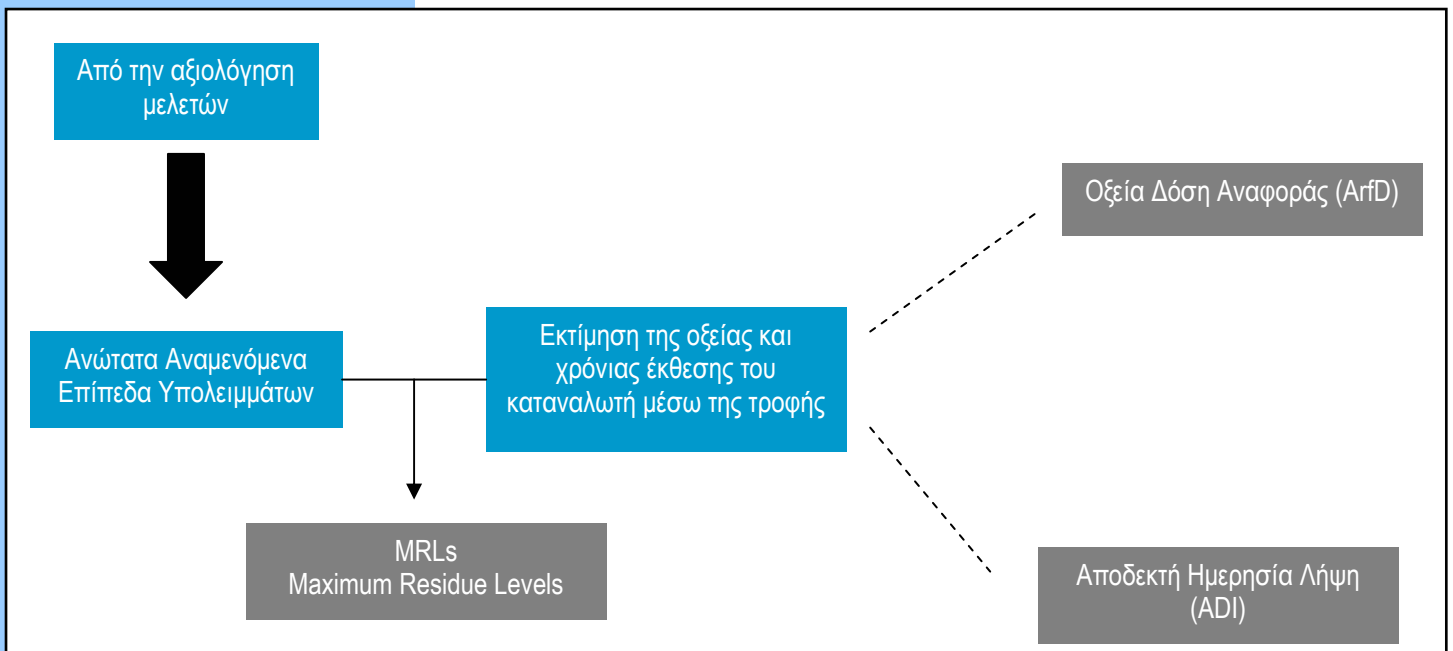 Από την αξιολόγηση
μελετών
Οξεία Δόση Αναφοράς (ArfD)
Ανώτατα Αναμενόμενα
Επίπεδα Υπολειμμάτων
Εκτίμηση της οξείας και
χρόνιας έκθεσης του
καταναλωτή μέσω της τροφής
MRLs
Maximum Residue Levels
Αποδεκτή Ημερησία Λήψη
(ADI)